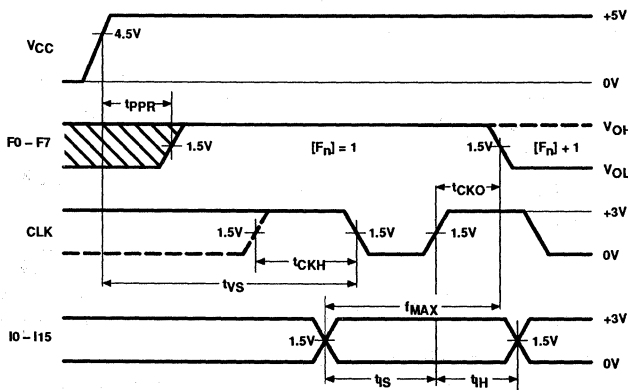 +5V
VCC
4.5V
0V
tPPR
VOH
F0 – F7
1.5V
[Fn] = 1
1.5V
[Fn] + 1
VOL
tCKO
+3V
CLK
1.5V
1.5V
1.5V
0V
tCKH
tVS
fMAX
+3V
I0 – I15
1.5V
1.5V
0V
tIS
tIH